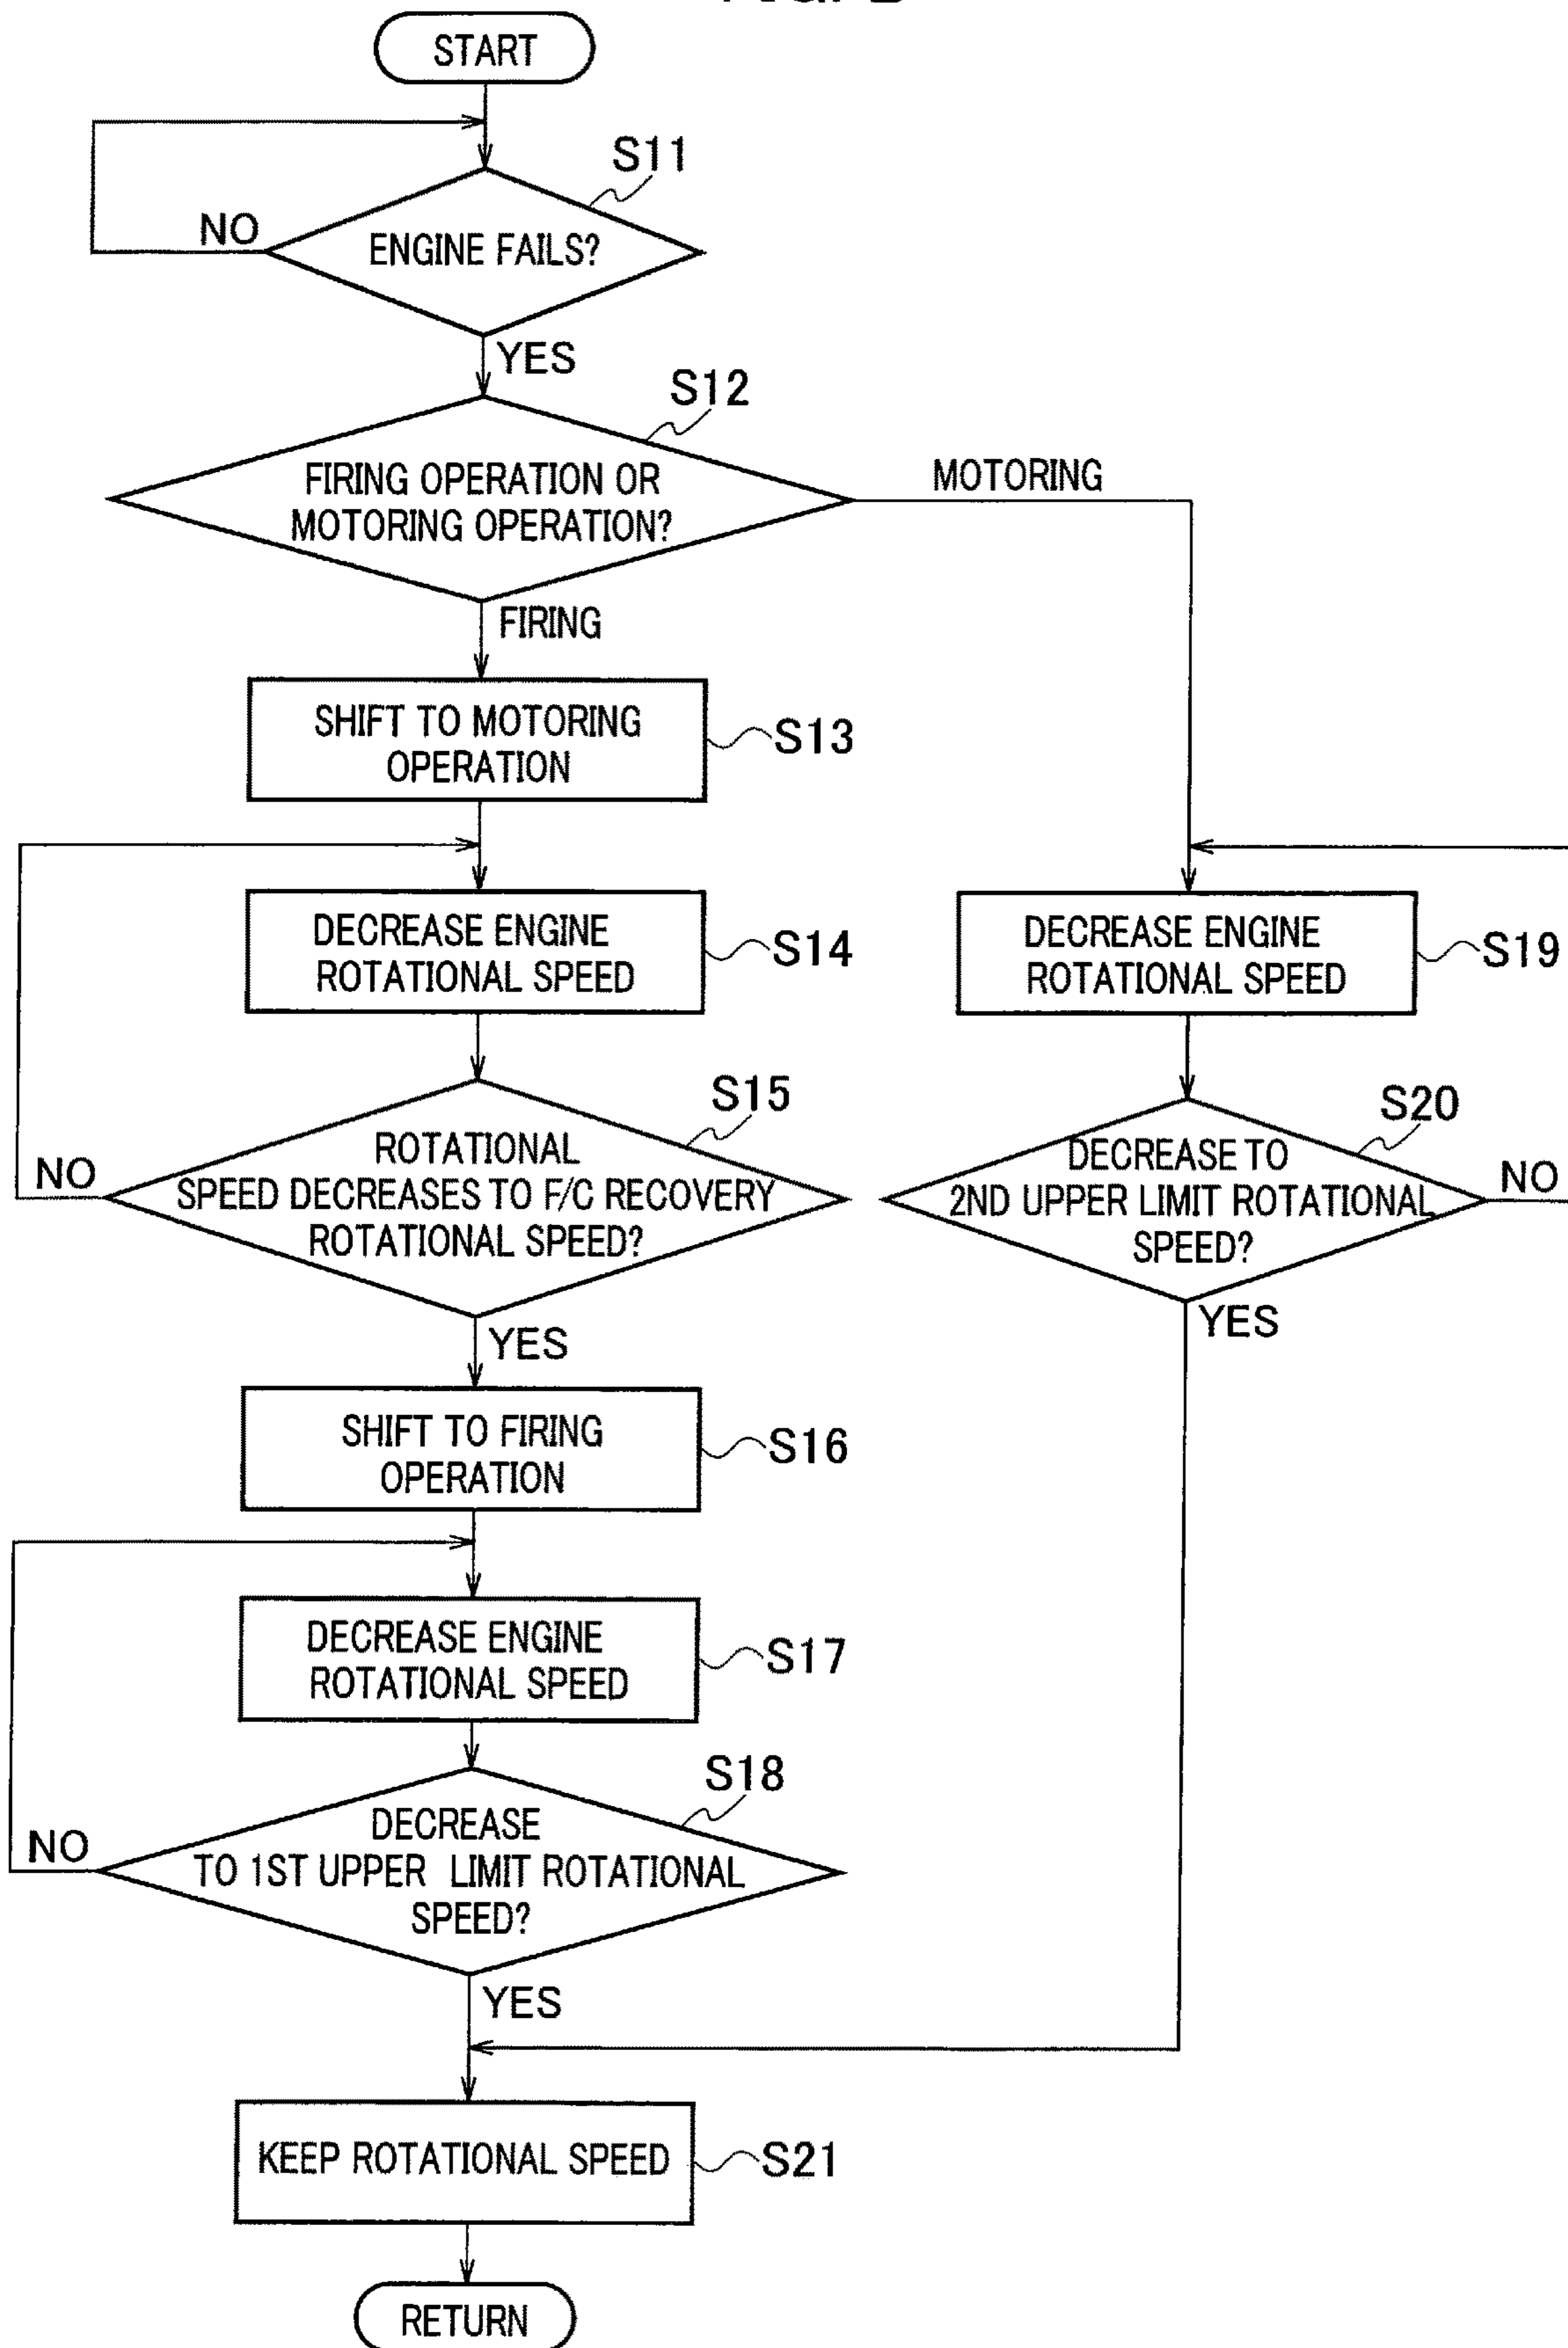 START
S11
NO
ENGINE FAILS?
YES
S12
FIRING OPERATION OR
MOTORING OPERATION?
MOTORING
FIRING
SHIFT TO MOTORING
OPERATION
S13
DECREASE ENGINE
ROTATIONAL SPEED
S14
DECREASE ENGINE
ROTATIONAL SPEED
S19
S15
ROTATIONAL
SPEED DECREASES TO F/C RECOVERY
ROTATIONAL SPEED?
NO
S20
DECREASE TO
2ND UPPER LIMIT ROTATIONAL
SPEED?
NO
YES
YES
SHIFT TO FIRING
OPERATION
S16
DECREASE ENGINE
ROTATIONAL SPEED
S17
S18
DECREASE
TO 1ST UPPER LIMIT ROTATIONAL
SPEED?
NO
YES
KEEP ROTATIONAL SPEED
S21
RETURN